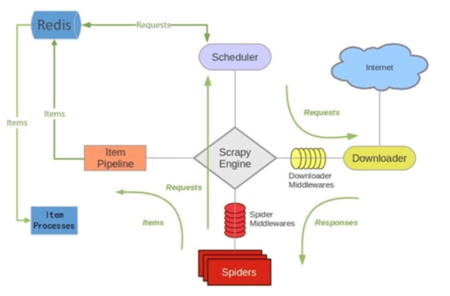 Redis
Requests
Scheduler
Internet
Items
Items
Requests
Item
Pipeline
Scrapy
Engine
Downloader
Downloader
Middlewares
Requests
Items
Item
Processes
Spider
Middlewares
Responses
Spiders